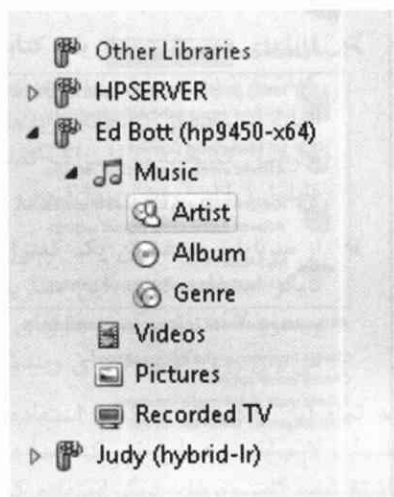 Other Libraries
HPSERVER
Ed Bott (hp9450-x64)
Music
Artist
Album
Genre
Videos
Pictures
Recorded TV
Judy (hybrid-lr)